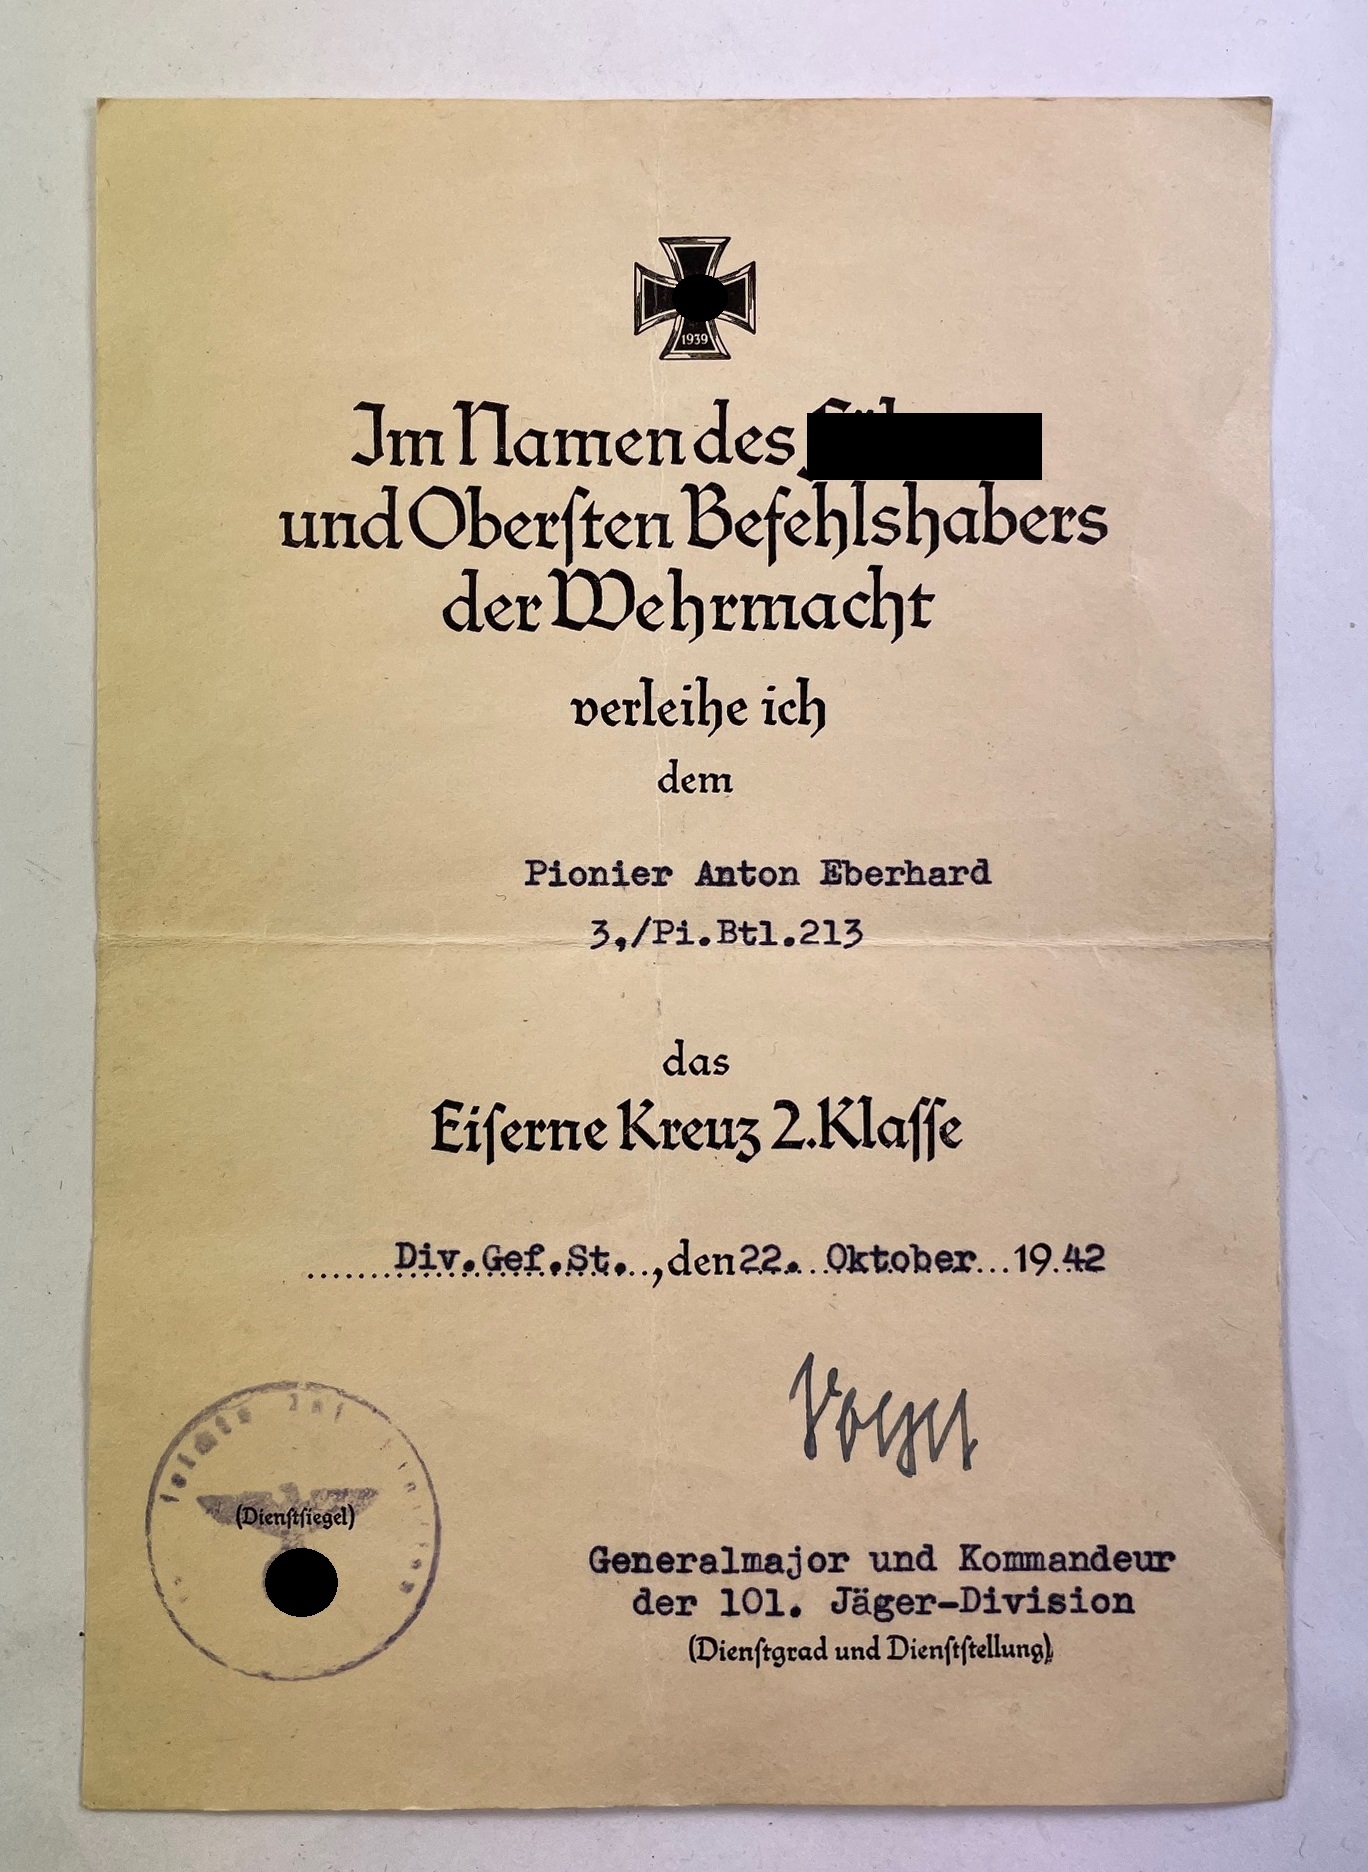 1939
Im Namen des
und Oberſten Befehlshabers
der Wehrmacht
verleihe ich
dem
Pionier Anton Eberhard
3,/Pi.Btl.213
das
Eiſerne Kreuz 2.Klaſſe
Div.Gef.St. , den 22. Oktober 19 42
Vogel
(Dienſtſiegel)
Generalmajor und Kommandeur
der 101. Jäger-Division
(Dienſtgrad und Dienſtſtellung)